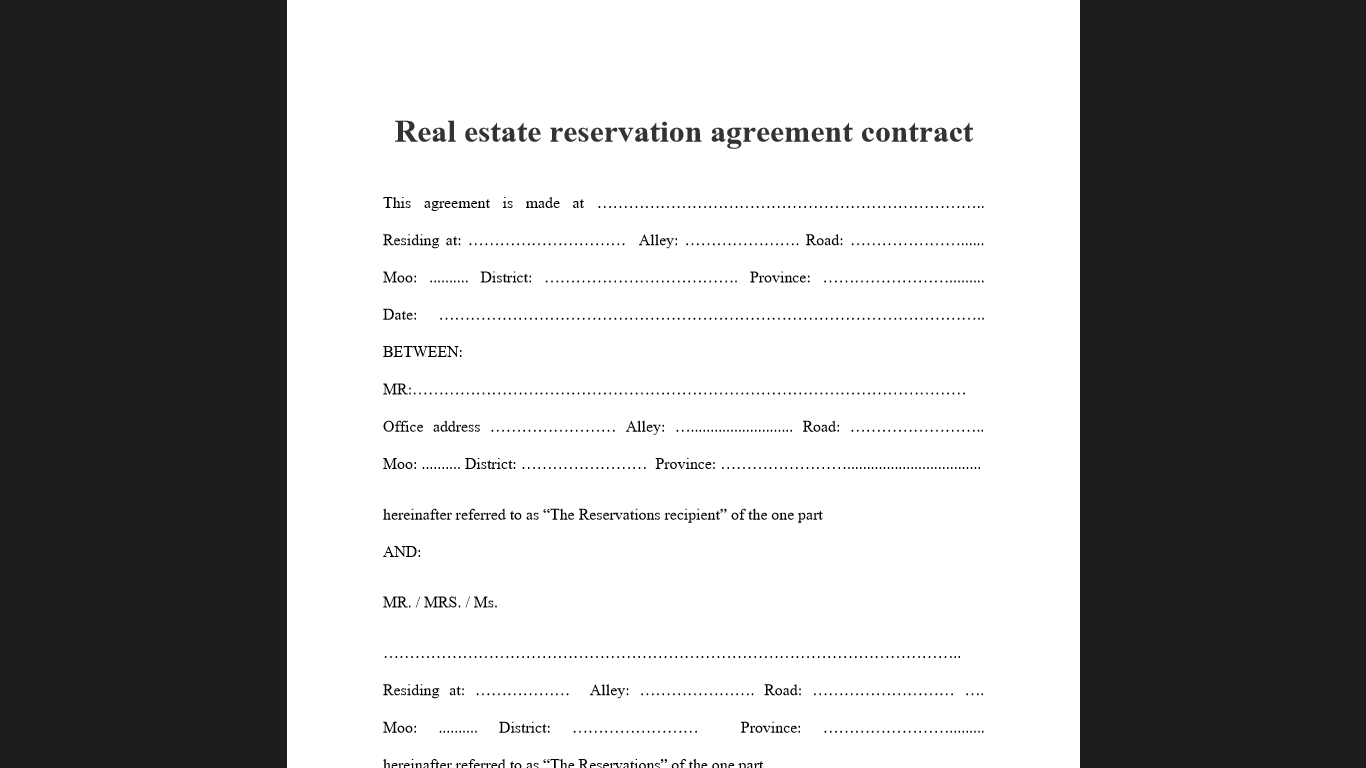 Real estate reservation agreement contract
This agreement is made at …………………………………………………………………..
Residing at: ………………………… Alley: …………………. Road: …………………......
Moo: .......... District: ………………………………. Province: ……………………..........
Date: ……………………………………………………………………………………………..
BETWEEN:
MR:……………………………………………………………………………………………
Office address …………………… Alley: …......................... Road: ……………………..
Moo: .......... District: …………………… Province: ……………………..................................
hereinafter referred to as “The Reservations recipient” of the one part
AND:
MR. / MRS. / Ms.
………………………………………………………………………………………………..
Residing at: ……………… Alley: …………………. Road: ……………………… ….
Moo: .......... District: …………………… Province: ……………………..........
hereinafter referred to as “The Reservations” of the one part